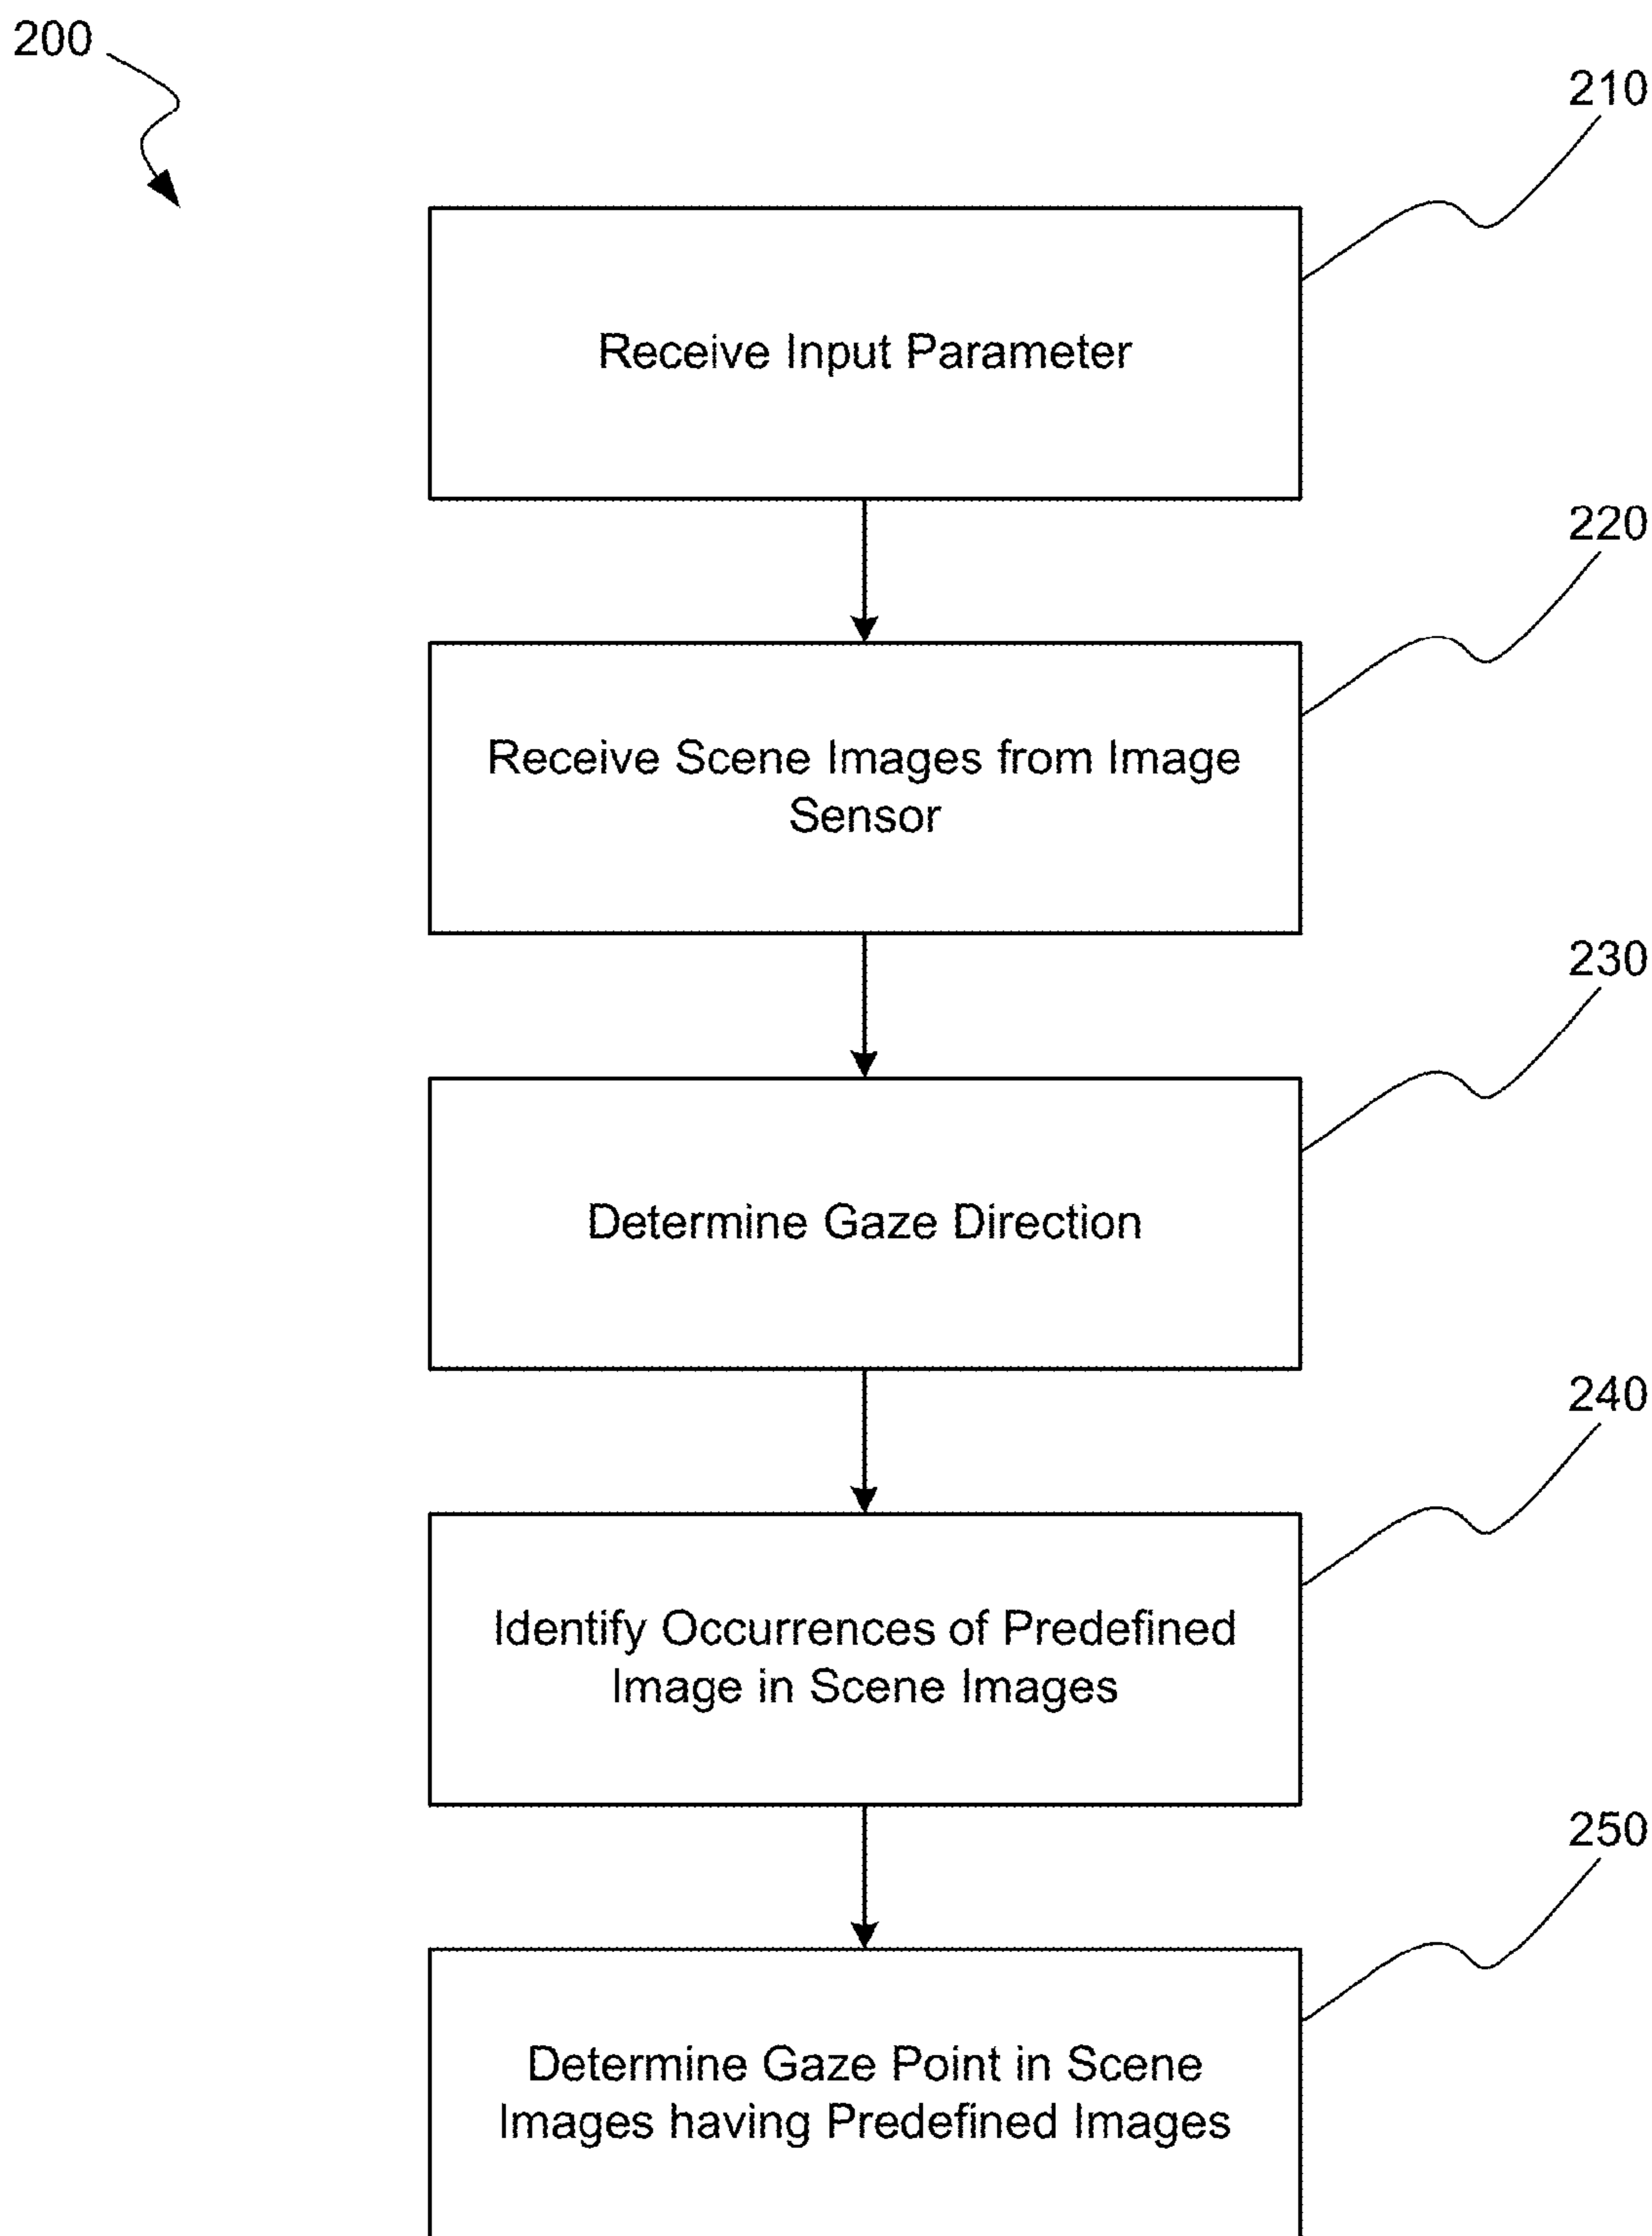 200
210
Receive Input Parameter
220
Receive Scene Images from Image
Sensor
230
Determine Gaze Direction
240
Identify Occurrences of Predefined
Image in Scene Images
250
Determine Gaze Point in Scene
Images having Predefined Images